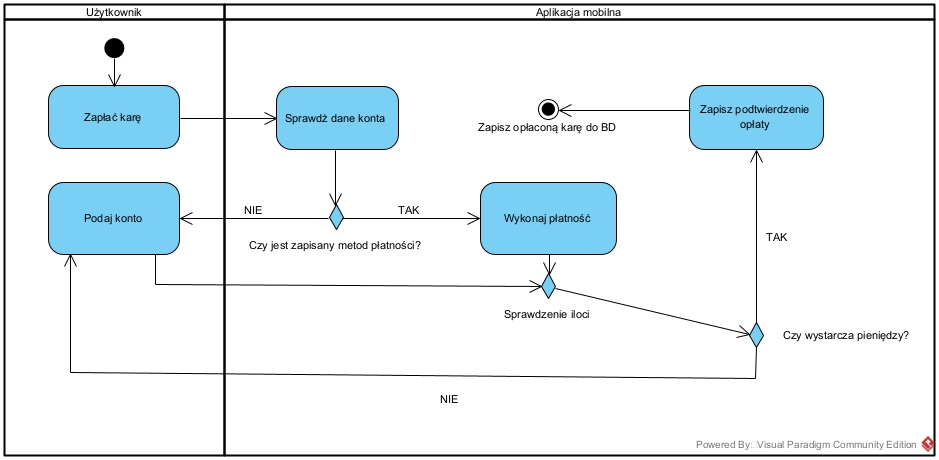 Użytkownik
Aplikacja mobilna
Zapłać karę
Sprawdź dane konta
Zapisz opłaconą karę do BD
Zapisz podtwierdzenie
opłaty
Podaj konto
NIE
TAK
Wykonaj płatność
Czy jest zapisany metod płatności?
TAK
Sprawdzenie iloci
Czy wystarcza pieniędzy?
NIE
Powered By Visual Paradigm Community Edition